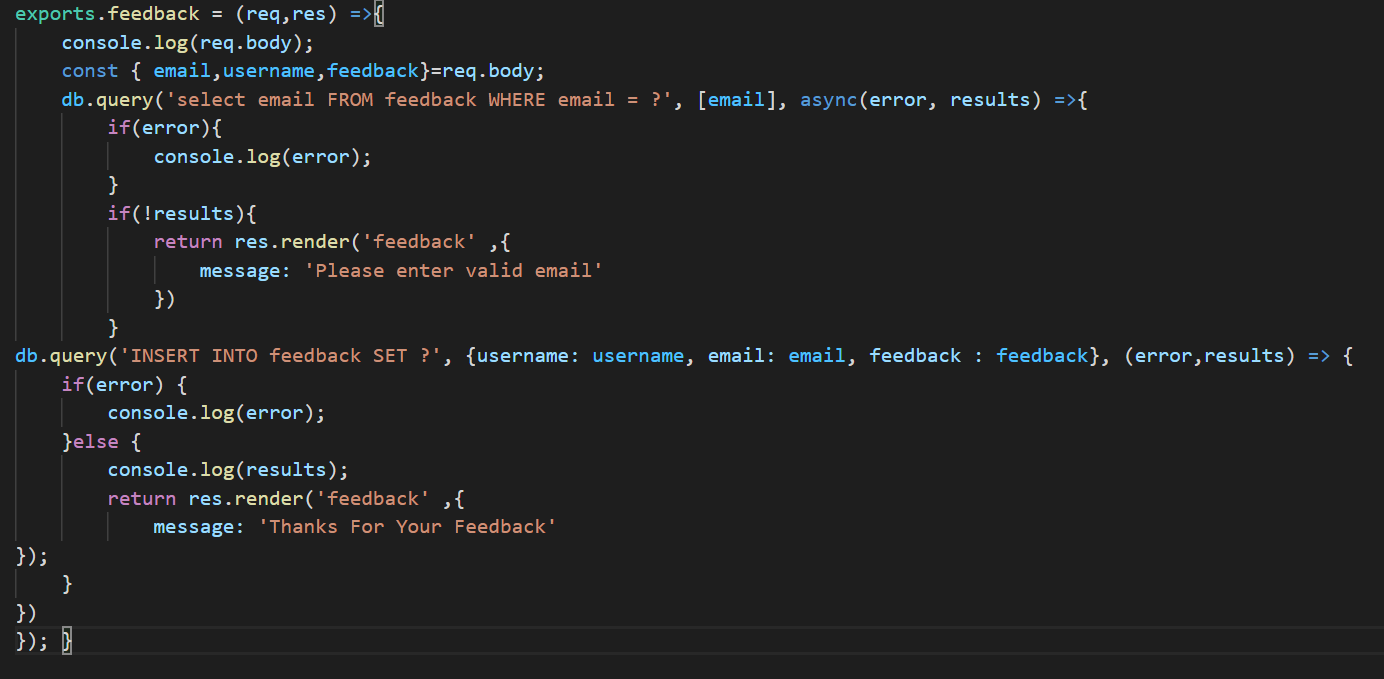 exports.feedback = (req,res) =>{
    console.log(req.body);
    const { email,username,feedback}=req.body;
    db.query('select email FROM feedback WHERE email = ?', [email], async(error, results) =>{
        if(error){
            console.log(error);
        }
        if(!results){
            return res.render('feedback' ,{
                message: 'Please enter valid email'
            })
        }
db.query('INSERT INTO feedback SET ?', {username: username, email: email, feedback : feedback}, (error,results) => {
    if(error) {
        console.log(error);
    }else {
        console.log(results);
        return res.render('feedback' ,{
            message: 'Thanks For Your Feedback'
});
    }
})
}); }